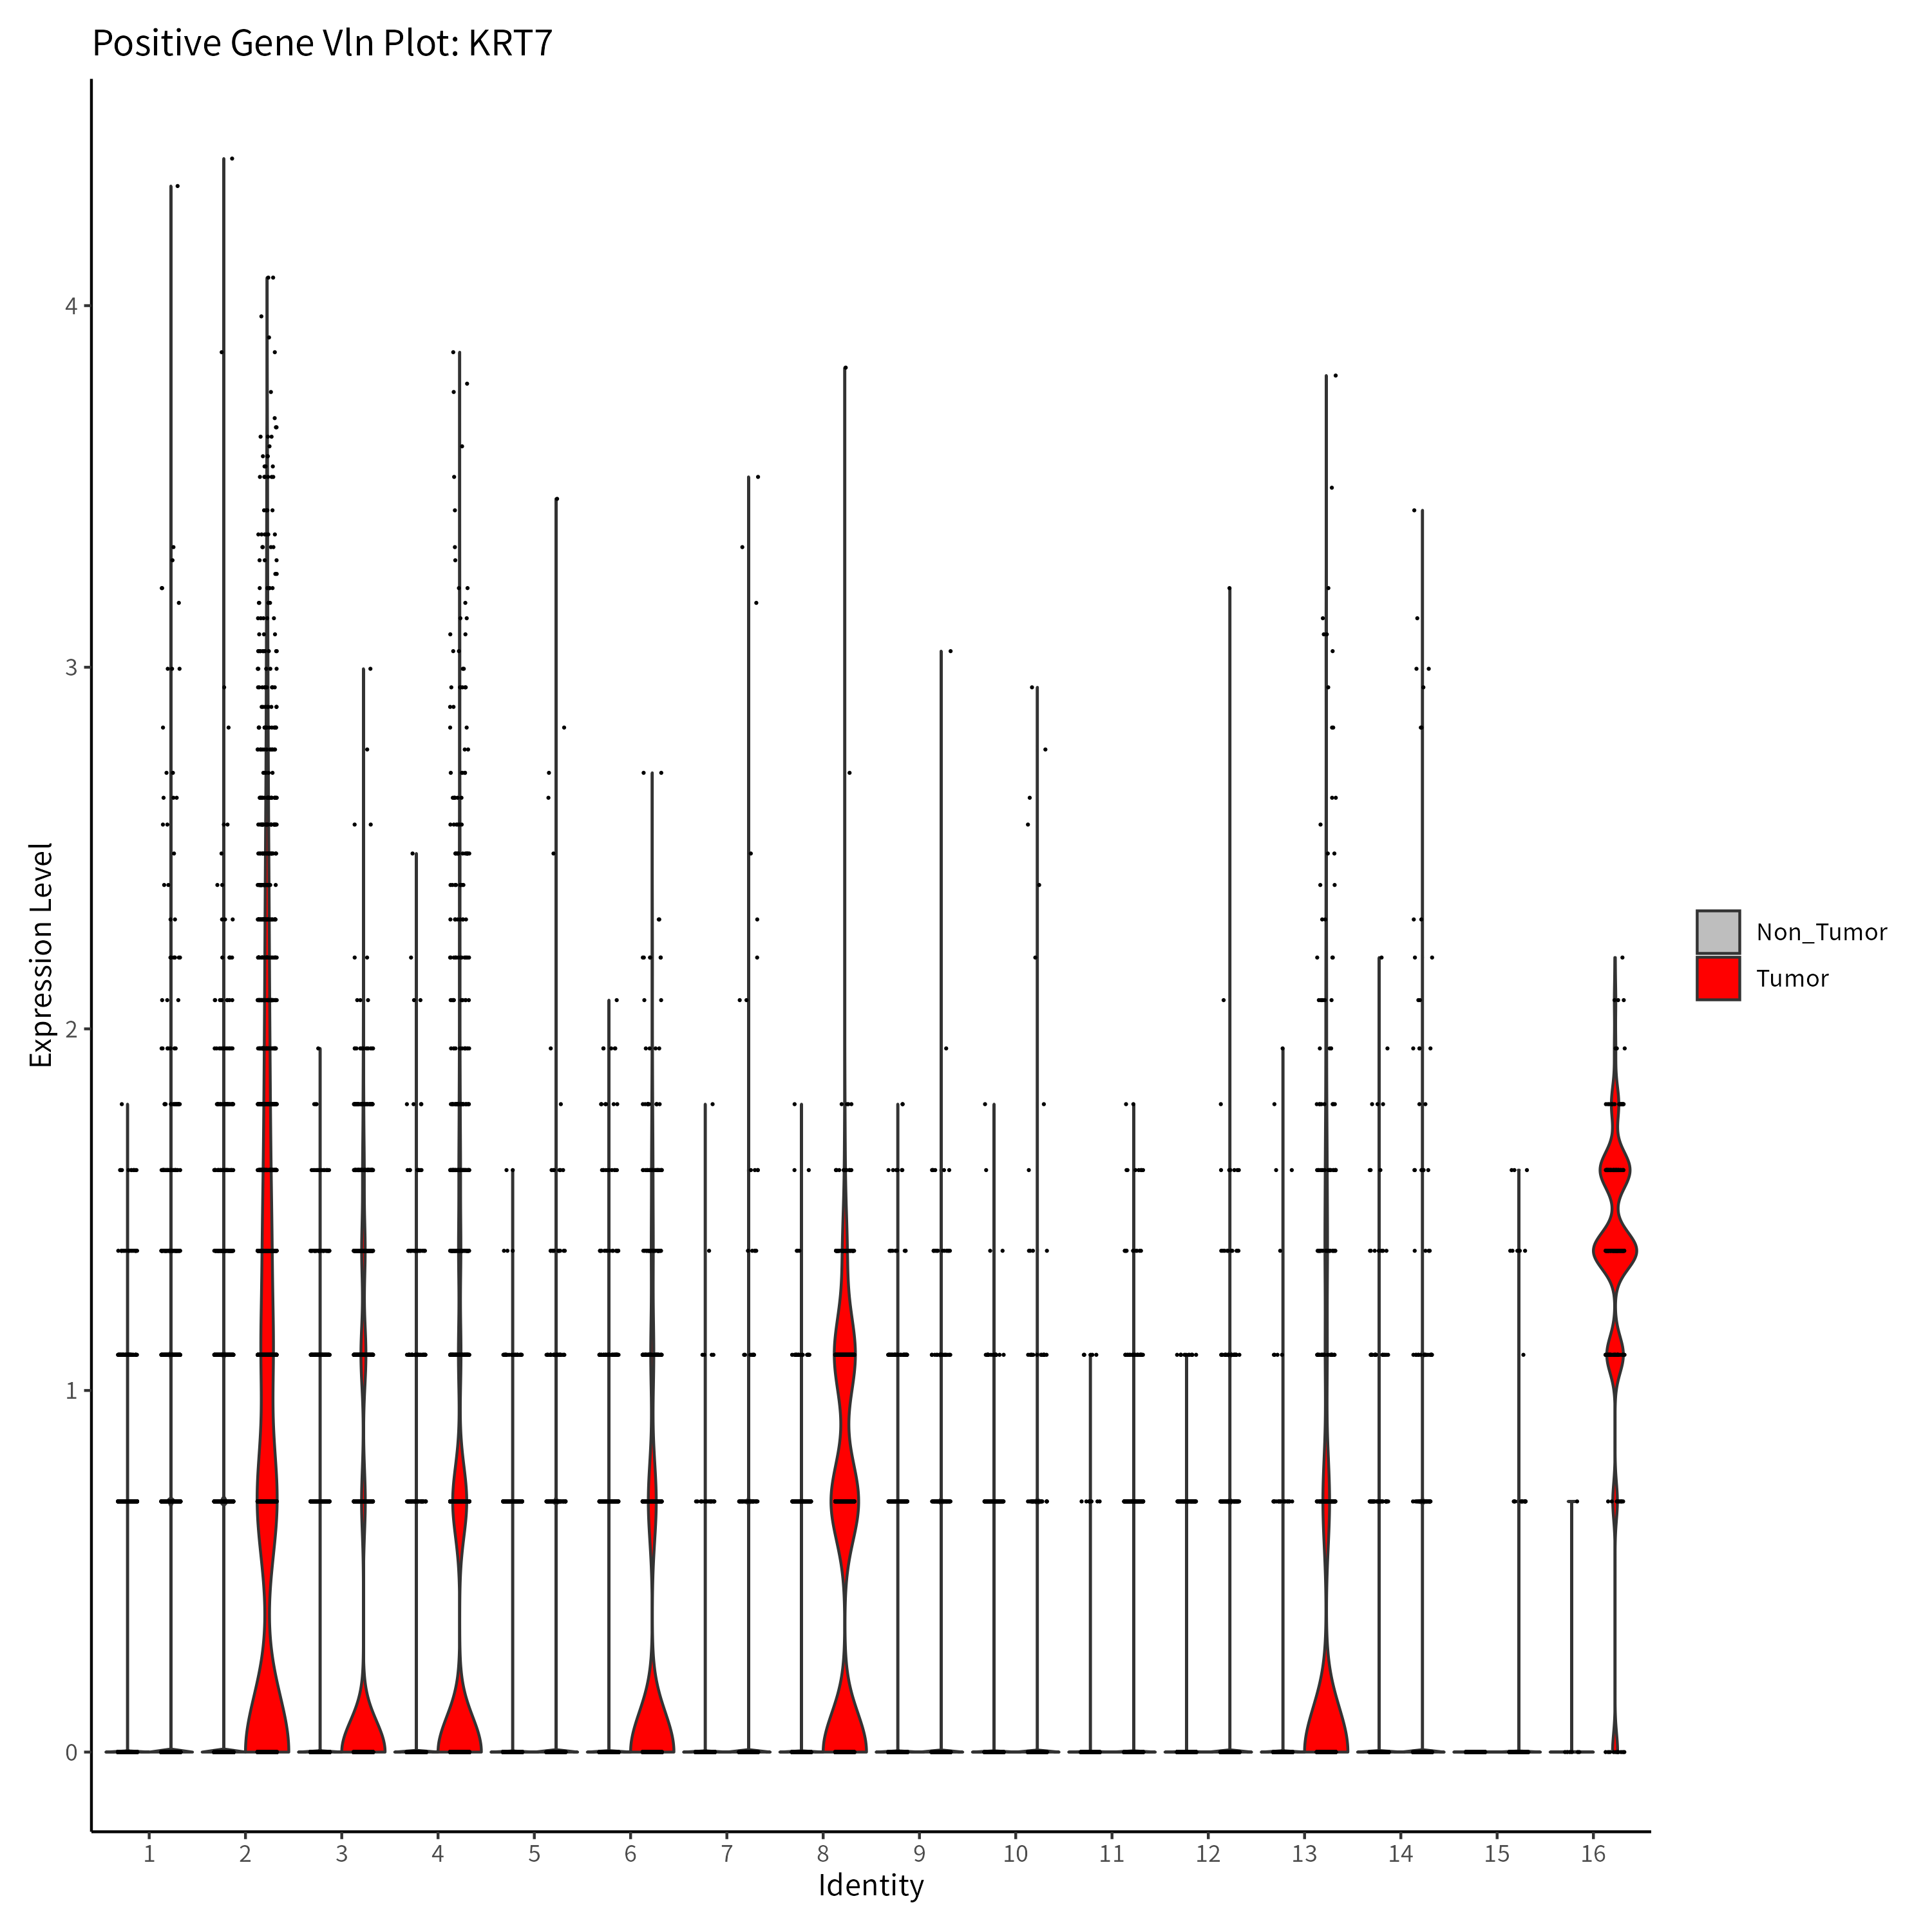 Positive Gene Vln Plot: KRT7
Expression Level
4
3
2
1
0
1 2 3 4 5 6 7 8 9 10 11 12 13 14 15 16
Identity
Non_Tumor
Tumor